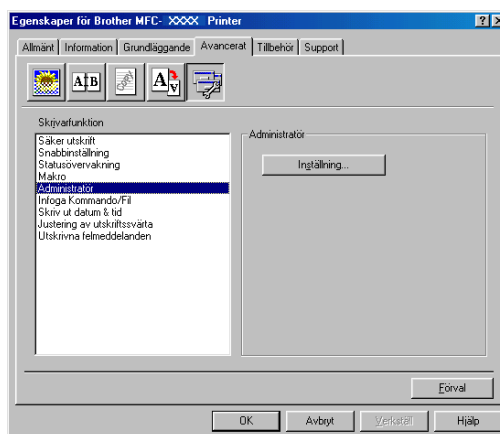 Egenskaper för Brother MFC- XXXX Printer
Allmänt Information Grundläggande Avancerat Tillbehör Support
Skrivarfunktion
Säker utskrift
Snabbinställning
Statusövervakning
Makro
Administratör
Infoga Kommando/Fil
Skriv ut datum & tid
Justering av utskriftssvärta
Utskrivna felmeddelanden
Administratör
Inställning...
Förval
OK Avbryt Verkställ Hjälp